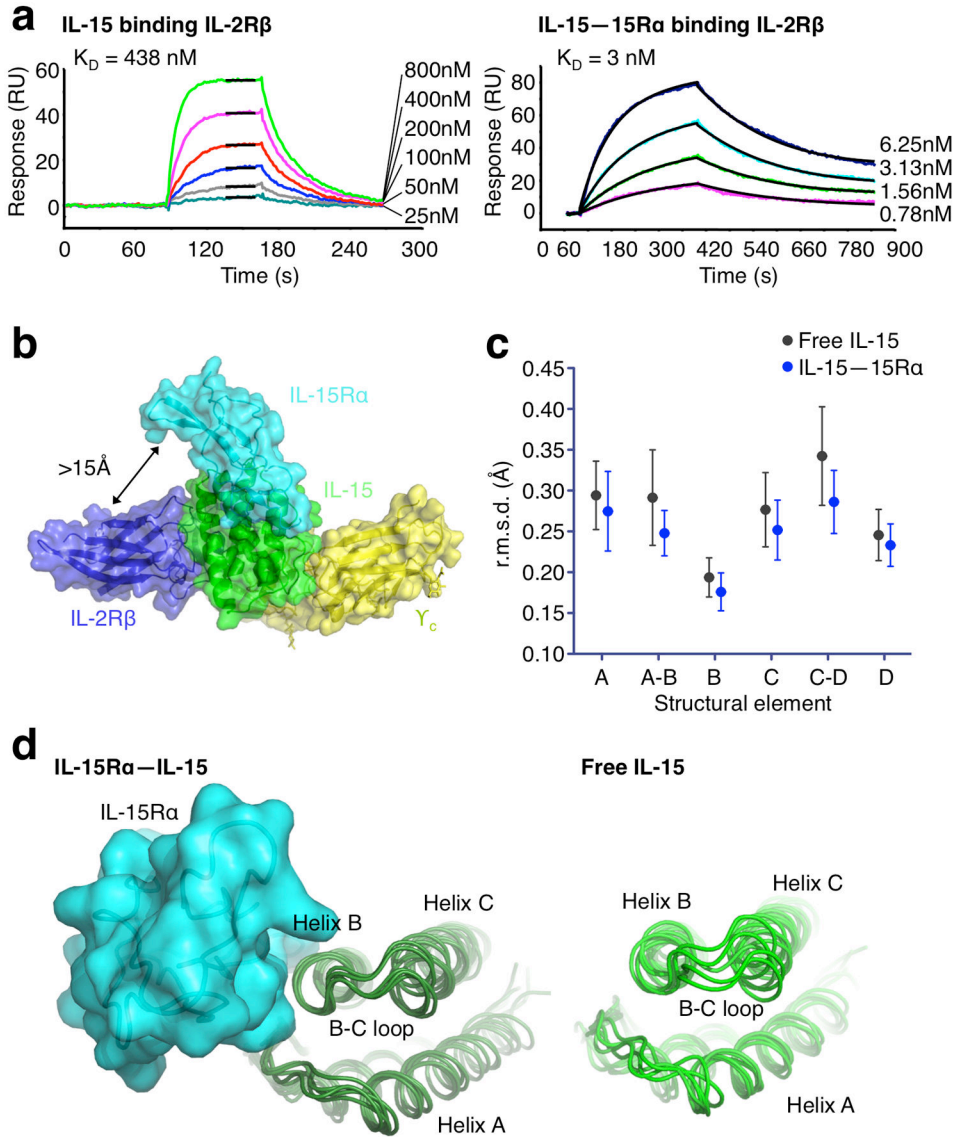 a
IL-15 binding IL-2Rβ
K_D = 438 nM
Response (RU)
60
40
20
0
0
60
120
180
240
300
Time (s)
800nM
400nM
200nM
100nM
50nM
25nM
IL-15—15Rα binding IL-2Rβ
K_D = 3 nM
Response (RU)
80
60
40
20
0
60
180
300
420
540
660
780
900
Time (s)
6.25nM
3.13nM
1.56nM
0.78nM
b
IL-15Rα
>15Å
IL-15
IL-2Rβ
ϒc
c
Free IL-15
IL-15—15Rα
r.m.s.d. (Å)
0.45
0.40
0.35
0.30
0.25
0.20
0.15
0.10
A
A-B
B
C
C-D
D
Structural element
d
IL-15Rα—IL-15
IL-15Rα
Helix B
Helix C
B-C loop
Helix A
Free IL-15
Helix B
Helix C
B-C loop
Helix A